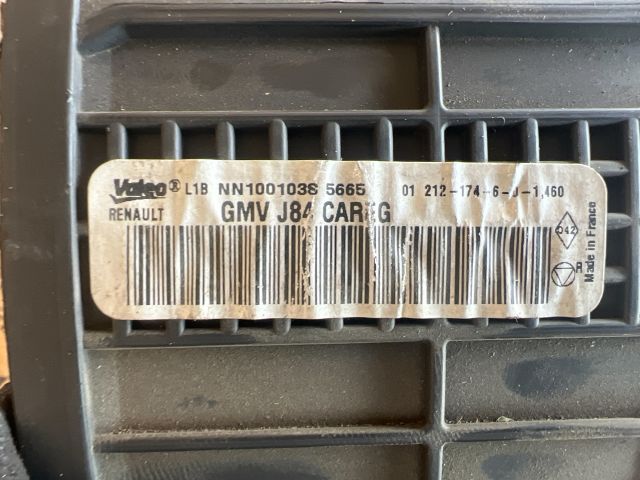 Valeo® L1B NN100103S 5665 01 212-174-6-0-1,460
RENAULT GMV J84 CAREG
042
Made in France